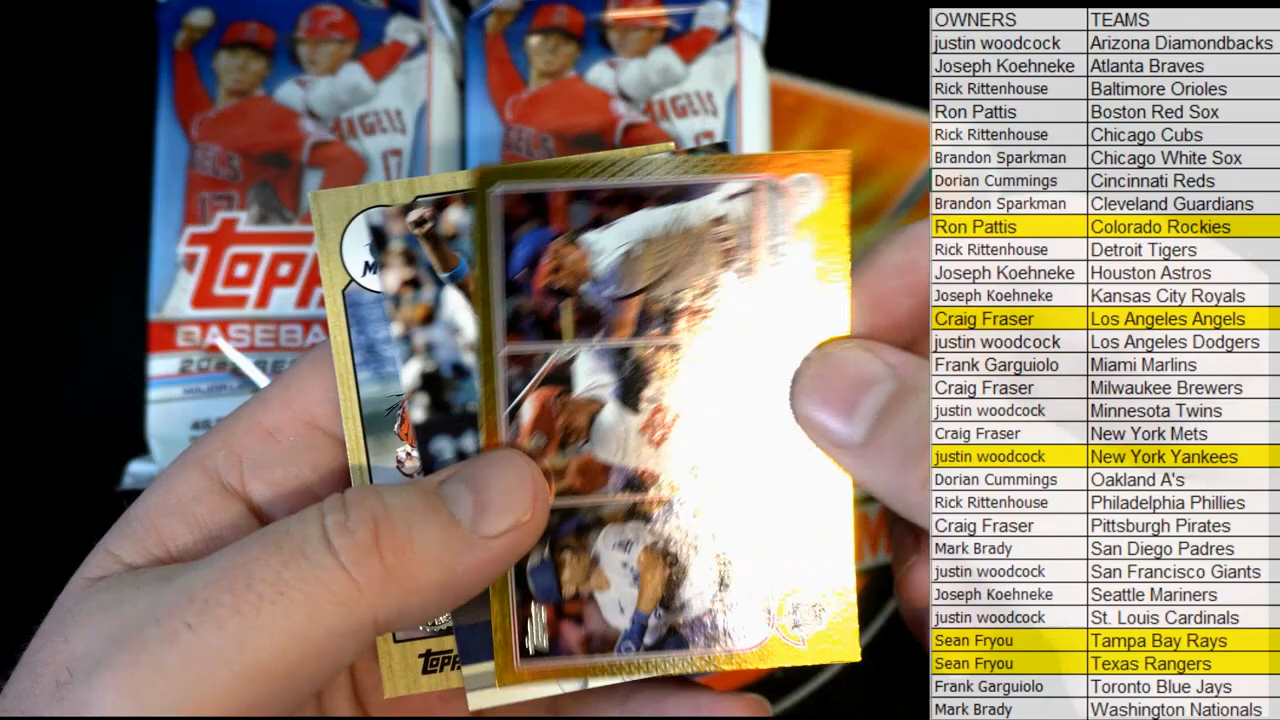 OWNERS TEAMS
justin woodcock Arizona Diamondbacks
Joseph Koehneke Atlanta Braves
Rick Rittenhouse Baltimore Orioles
Ron Pattis Boston Red Sox
Rick Rittenhouse Chicago Cubs
Brandon Sparkman Chicago White Sox
Dorian Cummings Cincinnati Reds
Brandon Sparkman Cleveland Guardians
Ron Pattis Colorado Rockies
Rick Rittenhouse Detroit Tigers
Joseph Koehneke Houston Astros
Joseph Koehneke Kansas City Royals
Craig Fraser Los Angeles Angels
justin woodcock Los Angeles Dodgers
Frank Garguiolo Miami Marlins
Craig Fraser Milwaukee Brewers
justin woodcock Minnesota Twins
Craig Fraser New York Mets
justin woodcock New York Yankees
Dorian Cummings Oakland A's
Rick Rittenhouse Philadelphia Phillies
Craig Fraser Pittsburgh Pirates
Mark Brady San Diego Padres
justin woodcock San Francisco Giants
Joseph Koehneke Seattle Mariners
justin woodcock St. Louis Cardinals
Sean Fryou Tampa Bay Rays
Sean Fryou Texas Rangers
Frank Garguiolo Toronto Blue Jays
Mark Brady Washington Nationals
ANGELS
17
TOPP
BASEBA
ANGELS
17
TOPP